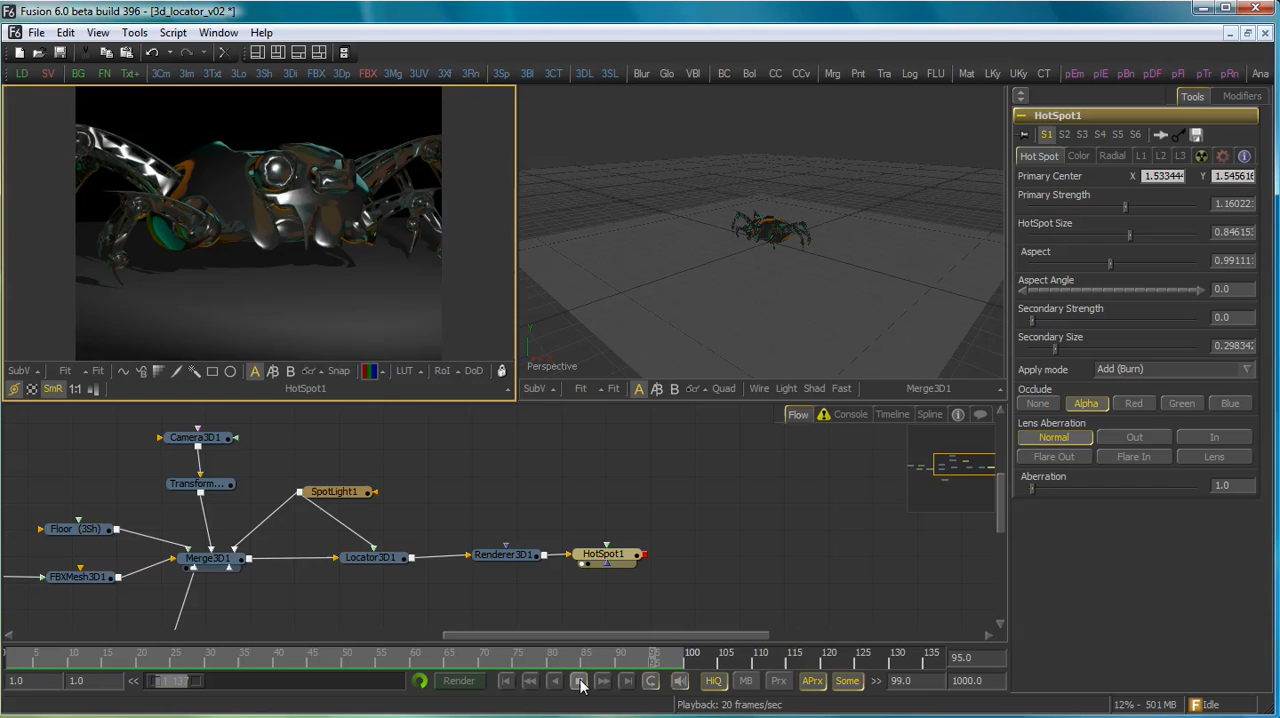 Fusion 6.0 beta build 396 - [3d_locator_v02 *]
File Edit View Tools Script Window Help
LD SV BG FN Txt+ 3Cm 3Im 3Txt 3Lo 3Sh 3Di FBX 3Dp FBX 3Mg 3UV 3Xf 3Rn 3Sp 3Bl 3CT 3DL 3SL Blur Glo VBl BC Bol CC CCv Mrg Pnt Tra Log FLU Mat LKy UKy CT pEm pIE pBn pDF pFl pTr pRn Ana
Tools Modifiers
HotSpot1
S1 S2 S3 S4 S5 S6
Hot Spot Color Radial L1 L2 L3
Primary Center X 1.533444 Y 1.545616
Primary Strength
1.160221
HotSpot Size
0.846153
Aspect
0.991111
Aspect Angle
0.0
Secondary Strength
0.0
Secondary Size
0.298342
Apply mode Add (Burn)
Occlude
None Alpha Red Green Blue
Lens Aberration
Normal Out In
Flare Out Flare In Lens
Aberration
1.0
Perspective
SubV Fit Fit A B Snap LUT RoI DoD
SmR 1:1 HotSpot1
SubV Fit Fit A B Quad Wire Light Shad Fast Merge3D1
Flow Console Timeline Spline
Camera3D1
Transform...
SpotLight1
Floor (3Sh)
Merge3D1 Locator3D1 Renderer3D1 HotSpot1
FBXMesh3D1
5 10 15 20 25 30 35 40 45 50 55 60 65 70 75 80 85 90 95 100 105 110 115 120 125 130 135 95.0
1.0 1.0 << 1 137 Render HiQ MB Prx APrx Some >> 99.0 1000.0
Playback: 20 frames/sec 12% - 501 MB Idle